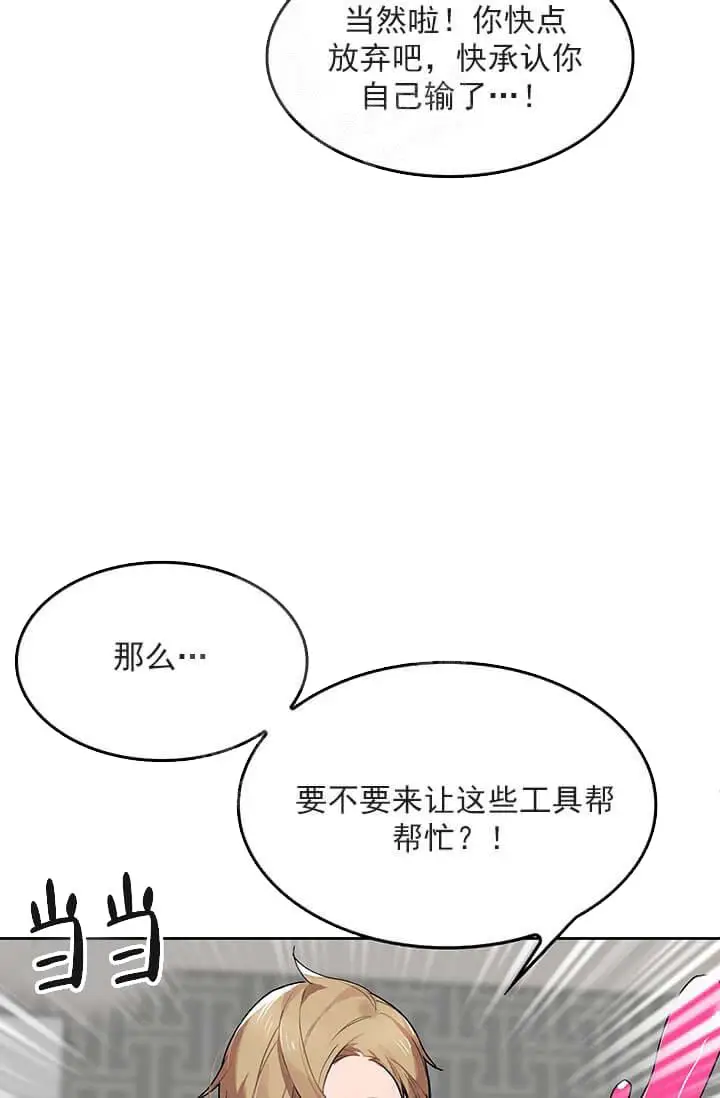 当然啦！你快点
放弃吧，快承认你
自己输了…！
那么…
要不要来让这些工具帮
帮忙？！
当当